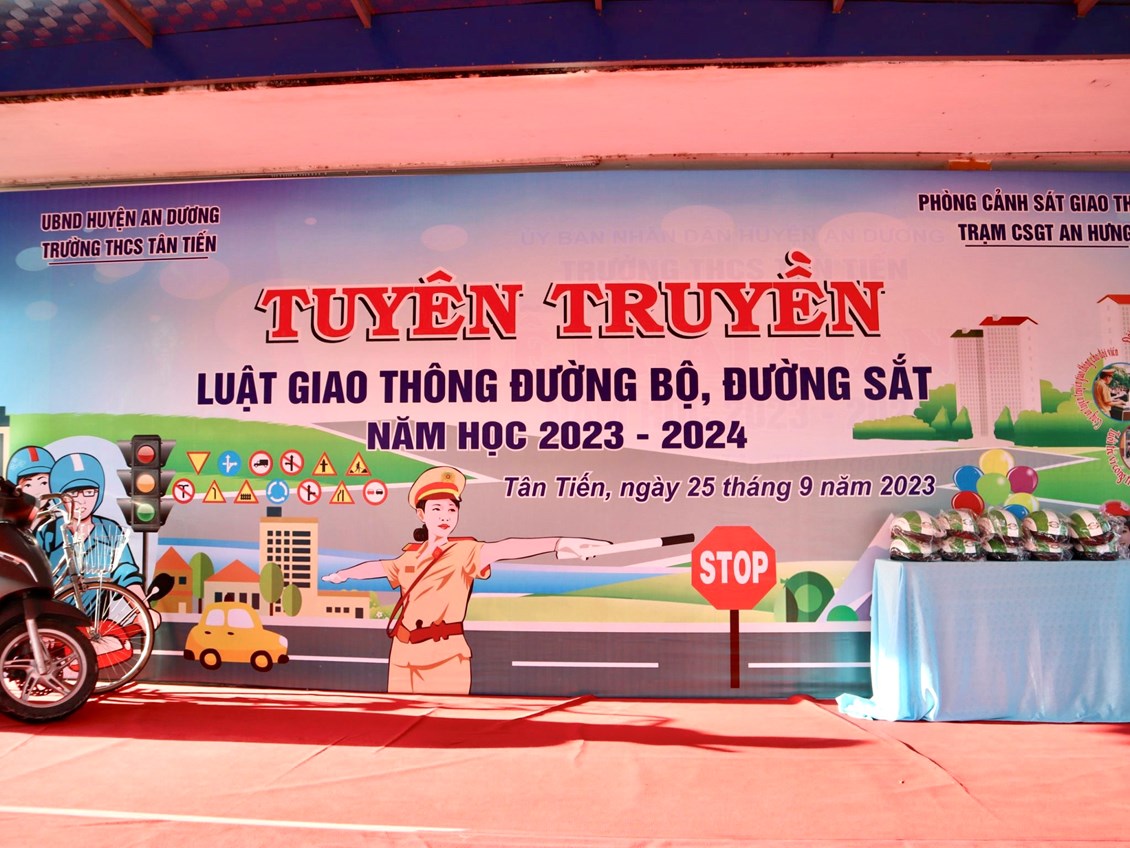 UBND HUYỆN AN DƯƠNG
TRƯỜNG THCS TÂN TIẾN
PHÒNG CẢNH SÁT GIAO TH
TRẠM CSGT AN HƯNG
TUYÊN TRUYỀN
LUẬT GIAO THÔNG ĐƯỜNG BỘ, ĐƯỜNG SẮT
NĂM HỌC 2023 - 2024
Tân Tiến, ngày 25 tháng 9 năm 2023
STOP